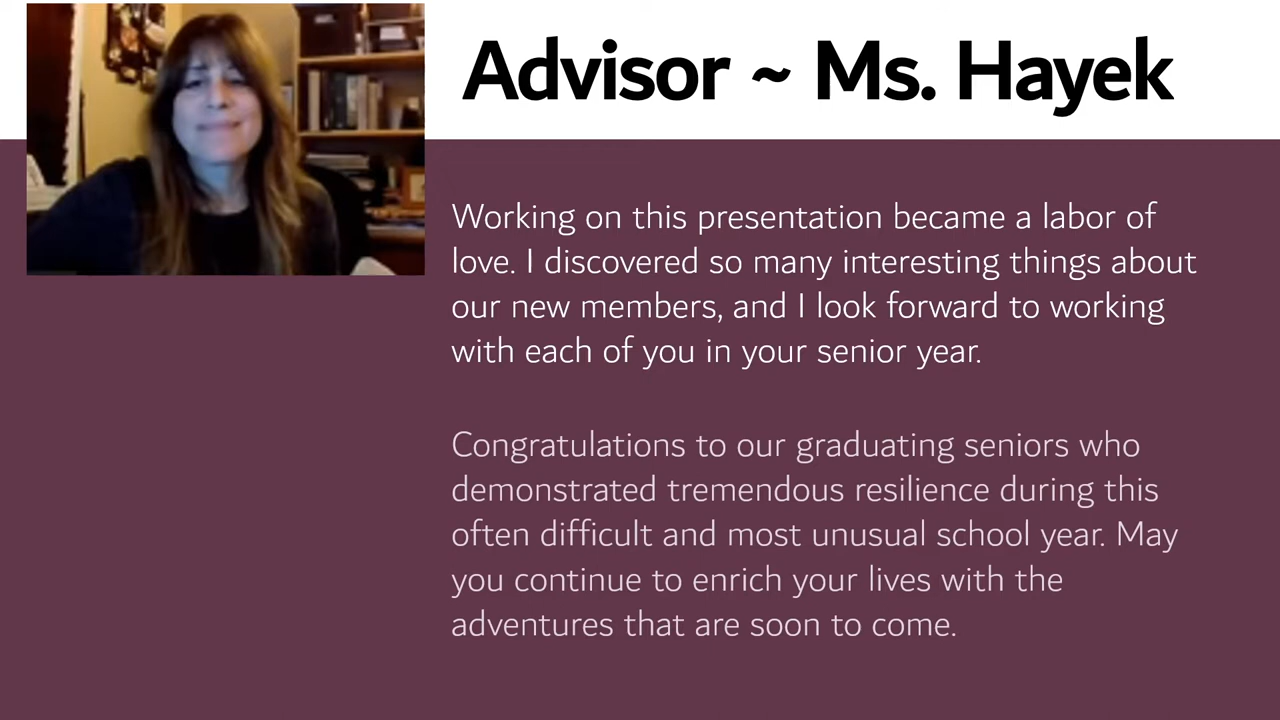 Advisor ~ Ms. Hayek
Working on this presentation became a labor of
love. I discovered so many interesting things about
our new members, and I look forward to working
with each of you in your senior year.
Congratulations to our graduating seniors who
demonstrated tremendous resilience during this
often difficult and most unusual school year. May
you continue to enrich your lives with the
adventures that are soon to come.